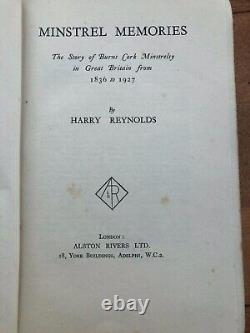 MINSTREL MEMORIES
The Story of Burnt Cork Minstrelsy
in Great Britain from
1836 to 1927
By
HARRY REYNOLDS
AR
LONDON:
ALSTON RIVERS LTD.
18, YORK BUILDINGS, ADELPHI, W.C.2.